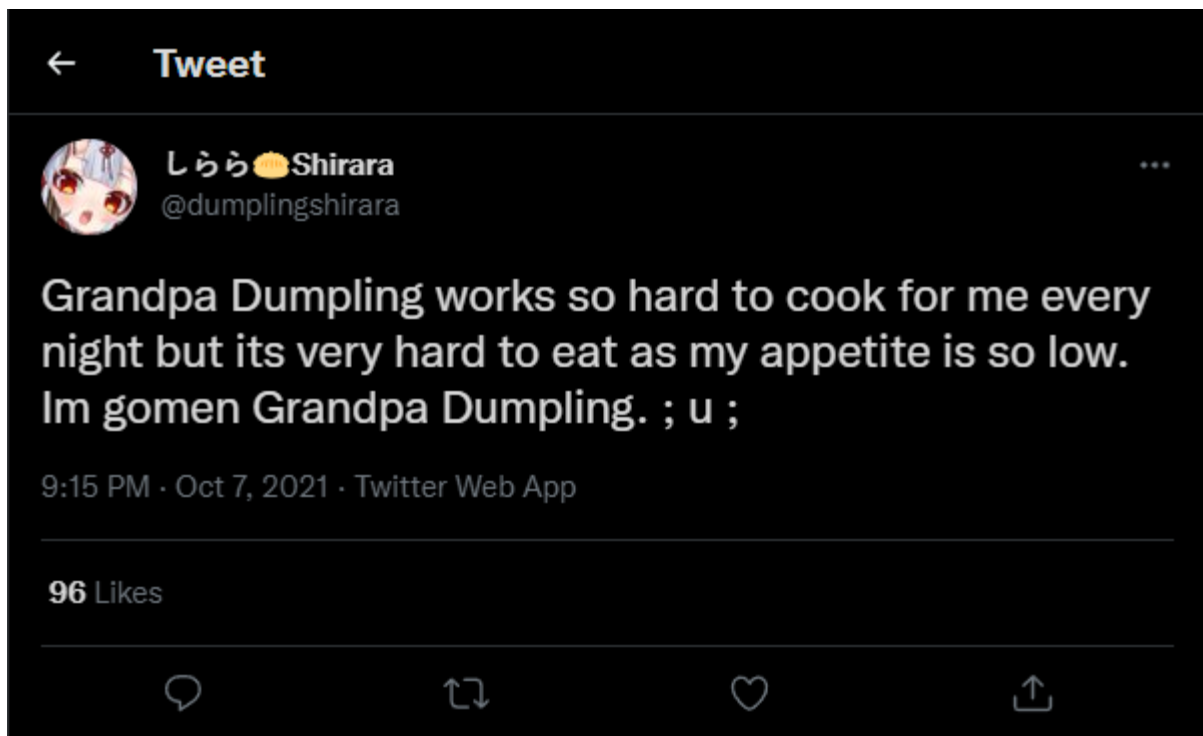 Tweet
しらら🥟Shirara
@dumplingshirara
Grandpa Dumpling works so hard to cook for me every
night but its very hard to eat as my appetite is so low.
Im gomen Grandpa Dumpling. ; u ;
9:15 PM · Oct 7, 2021 · Twitter Web App
96 Likes